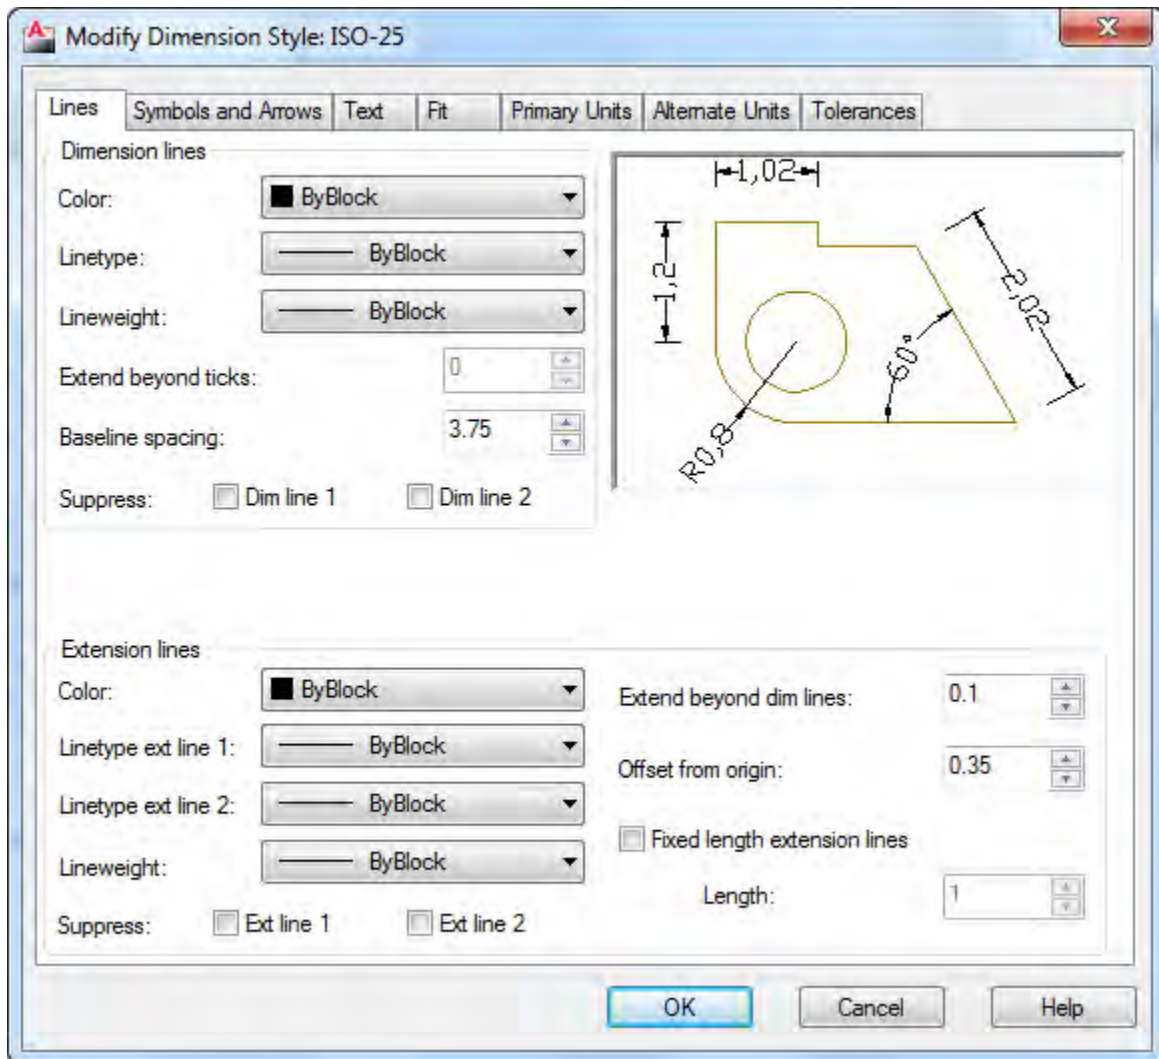 Modify Dimension Style: ISO-25
Lines
Symbols and Arrows
Text
Fit
Primary Units
Alternate Units
Tolerances
Dimension lines
Color:
ByBlock
Linetype:
ByBlock
Lineweight:
ByBlock
Extend beyond ticks:
0
Baseline spacing:
3.75
Suppress:
Dim line 1
Dim line 2
1,02
1,2
2,02
60°
R0,8
Extension lines
Color:
ByBlock
Linetype ext line 1:
ByBlock
Linetype ext line 2:
ByBlock
Lineweight:
ByBlock
Suppress:
Ext line 1
Ext line 2
Extend beyond dim lines:
0.1
Offset from origin:
0.35
Fixed length extension lines
Length:
1
OK
Cancel
Help